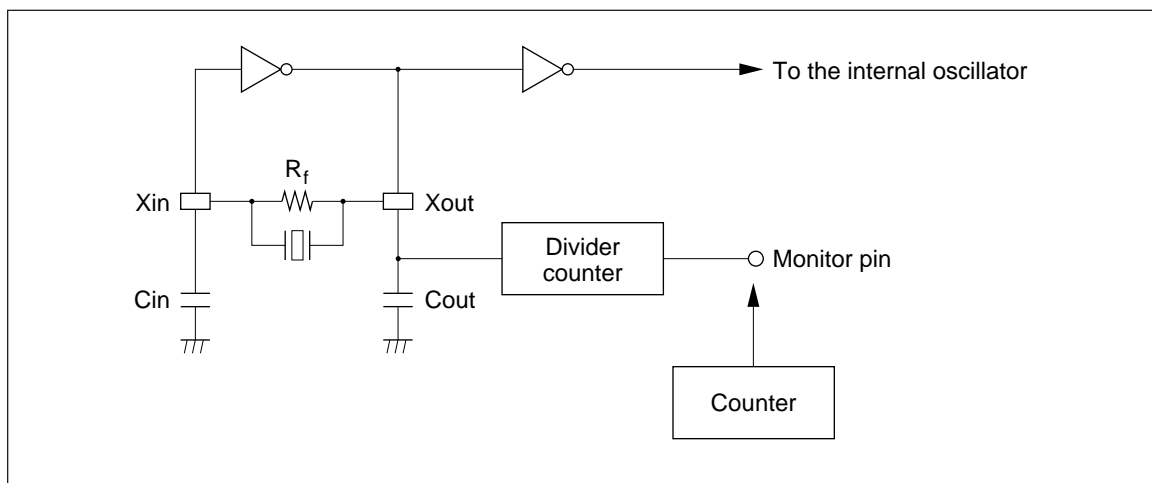 To the internal oscillator
Rf
Xin
Xout
Divider
counter
Monitor pin
Cin
Cout
Counter